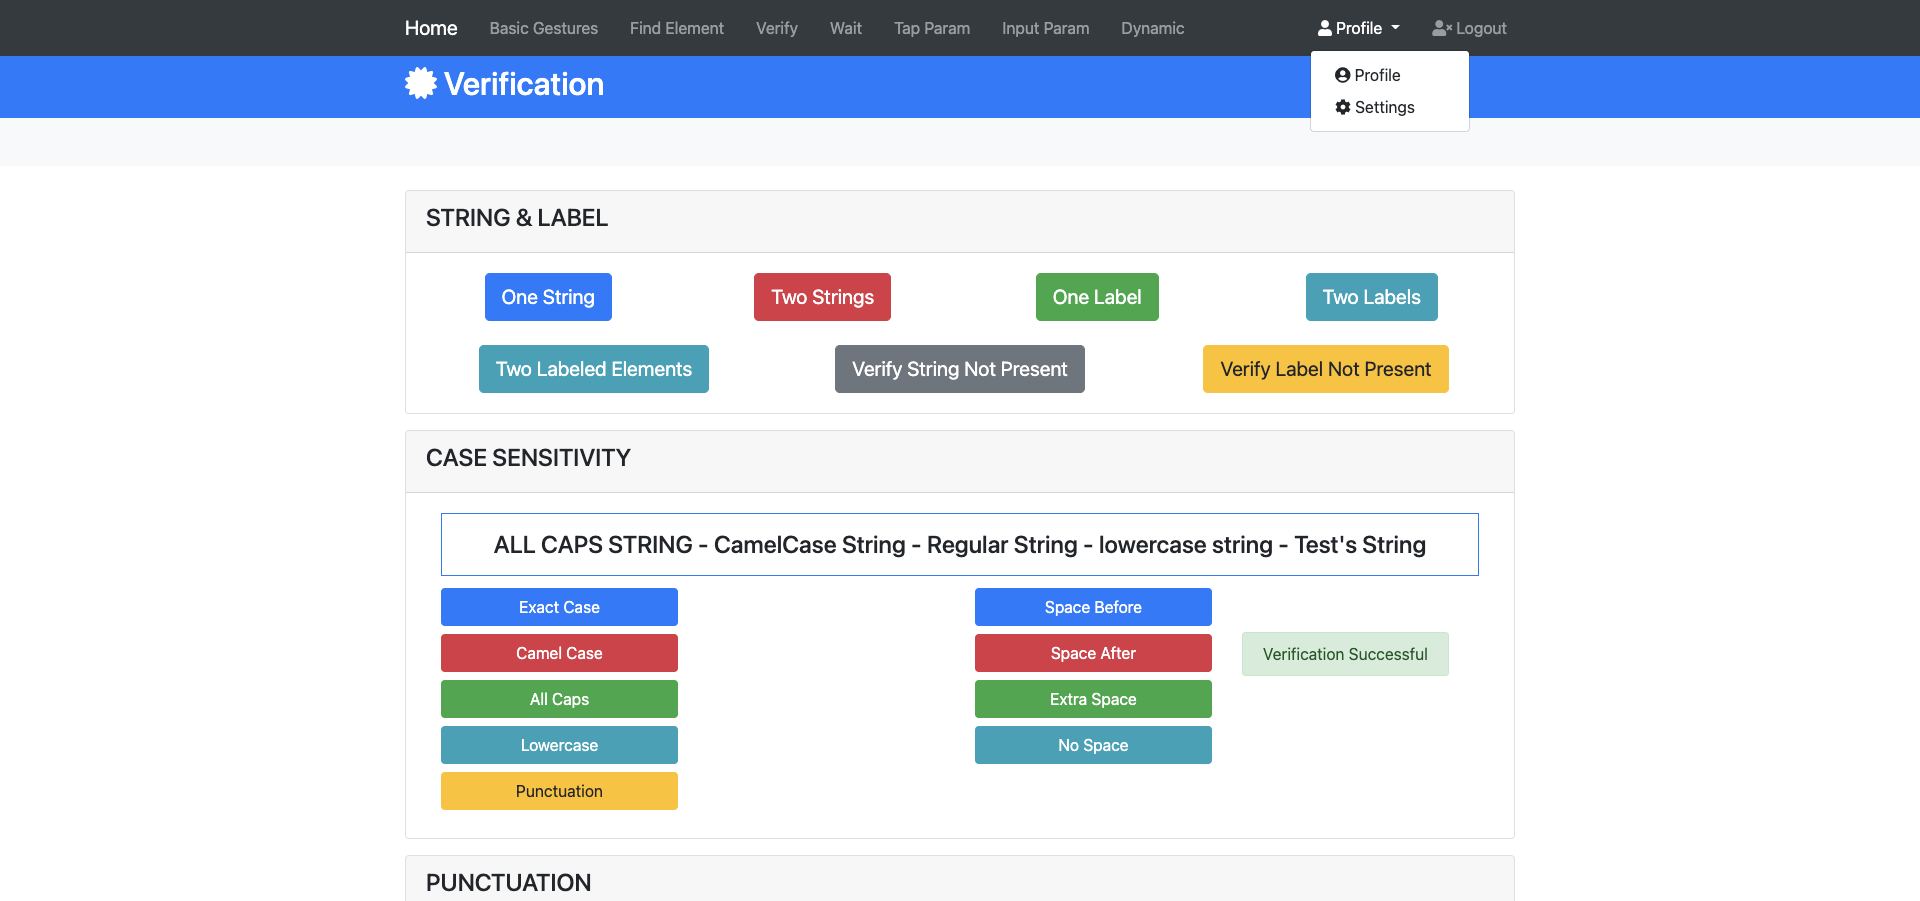 Home Basic Gestures Find Element Verify Wait Tap Param Input Param Dynamic Profile Logout
Profile
Settings
Verification
STRING & LABEL
One String Two Strings One Label Two Labels
Two Labeled Elements Verify String Not Present Verify Label Not Present
CASE SENSITIVITY
ALL CAPS STRING - CamelCase String - Regular String - lowercase string - Test's String
Exact Case Space Before
Camel Case Space After Verification Successful
All Caps Extra Space
Lowercase No Space
Punctuation
PUNCTUATION